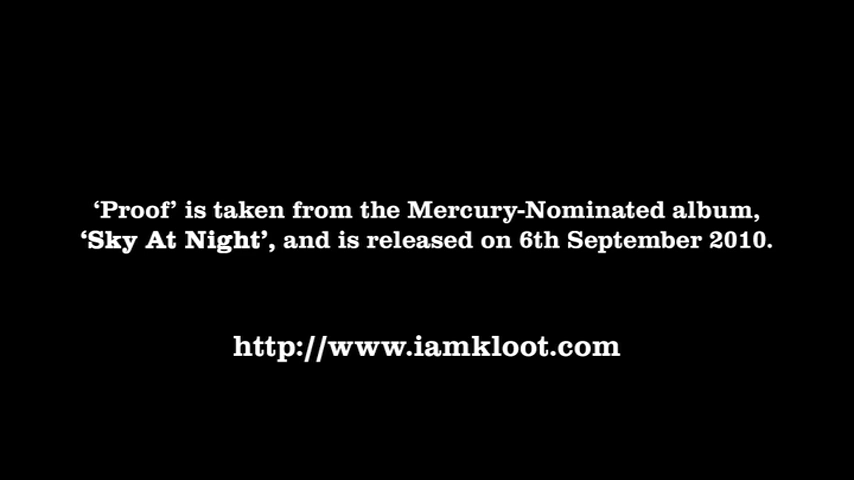 ‘Proof’ is taken from the Mercury-Nominated album,
‘Sky At Night’, and is released on 6th September 2010.
http://www.iamkloot.com